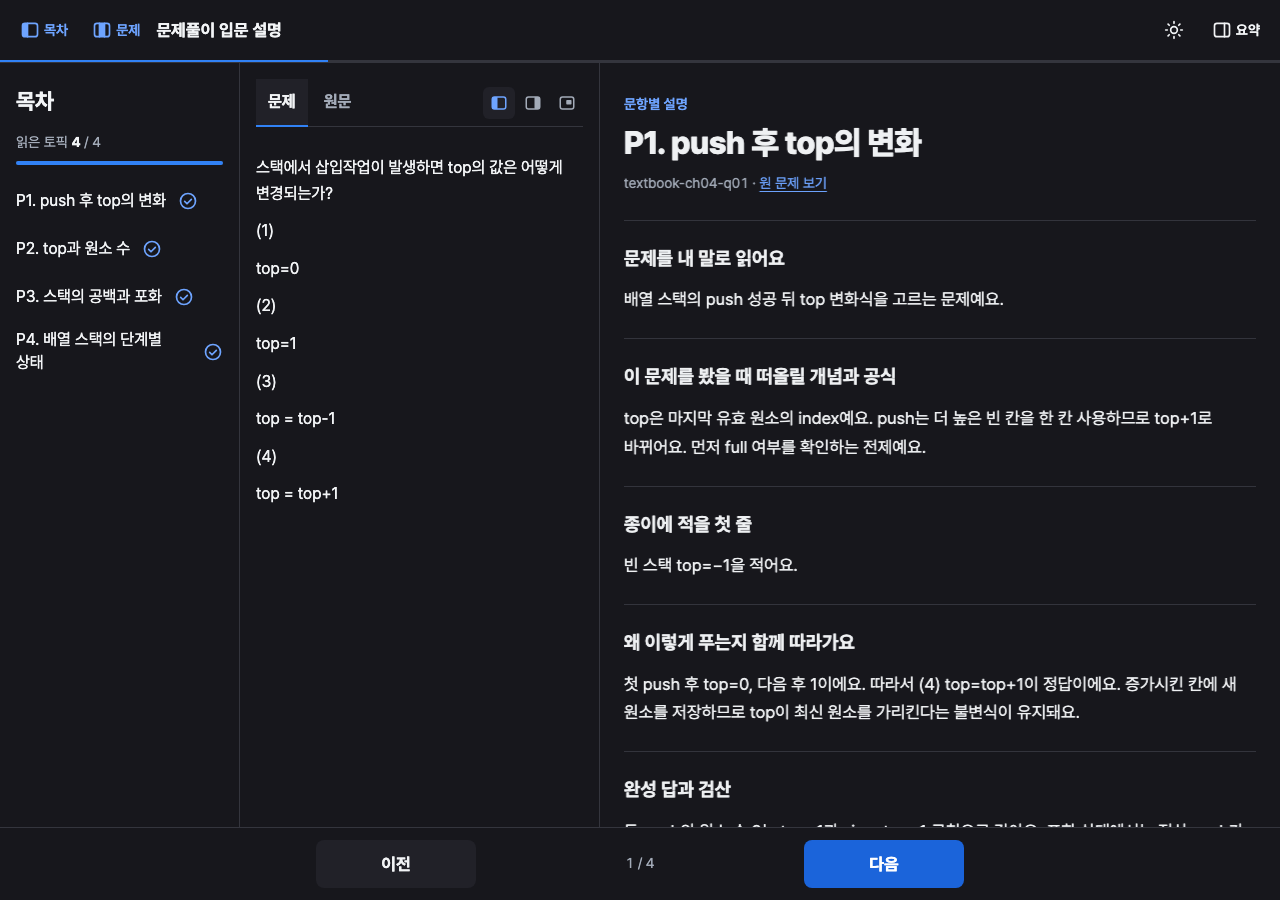 목차
문제
문제풀이 입문 설명
요약
목차
읽은 토픽 4 / 4
P1. push 후 top의 변화
P2. top과 원소 수
P3. 스택의 공백과 포화
P4. 배열 스택의 단계별
상태
문제
원문
스택에서 삽입작업이 발생하면 top의 값은 어떻게
변경되는가?
(1)
top=0
(2)
top=1
(3)
top = top-1
(4)
top = top+1
문항별 설명
P1. push 후 top의 변화
textbook-ch04-q01 · 원 문제 보기
문제를 내 말로 읽어요
배열 스택의 push 성공 뒤 top 변화식을 고르는 문제예요.
이 문제를 봤을 때 떠올릴 개념과 공식
top은 마지막 유효 원소의 index예요. push는 더 높은 빈 칸을 한 칸 사용하므로 top+1로
바뀌어요. 먼저 full 여부를 확인하는 전제예요.
종이에 적을 첫 줄
빈 스택 top=−1을 적어요.
왜 이렇게 푸는지 함께 따라가요
첫 push 후 top=0, 다음 후 1이에요. 따라서 (4) top=top+1이 정답이에요. 증가시킨 칸에 새
원소를 저장하므로 top이 최신 원소를 가리킨다는 불변식이 유지돼요.
완성 답과 검산
이전
1 / 4
다음